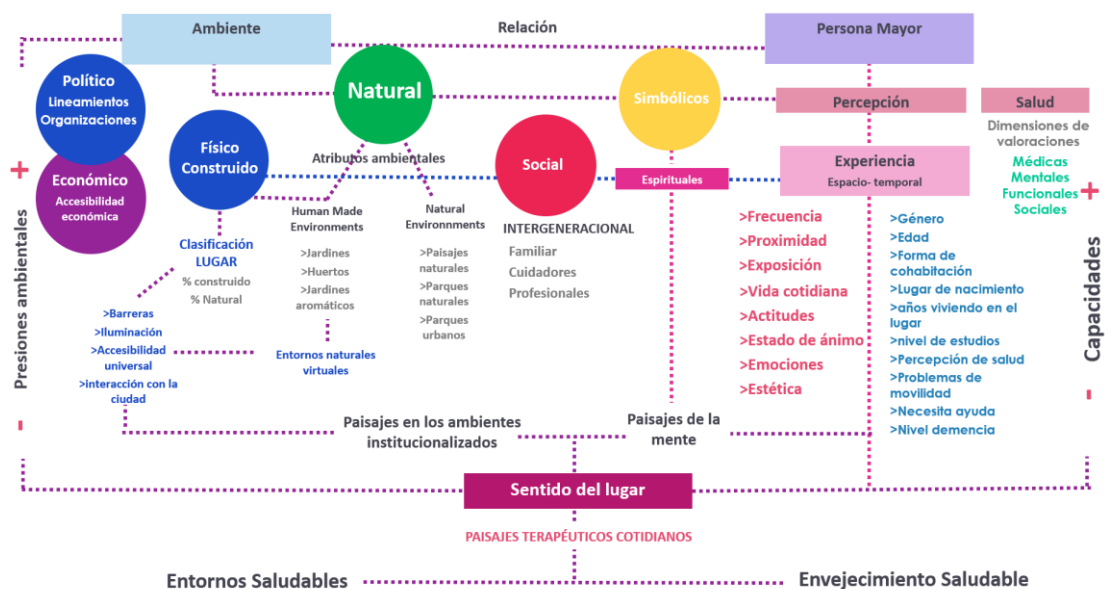 Ambiente
Relación
Persona Mayor
Político
Lineamientos
Organizaciones
Económico
Accesibilidad
económica
Físico
Construido
Natural
Atributos ambientales
Social
Simbólicos
Espirituales
Percepción
Experiencia
Espacio- temporal
Salud
Dimensiones de
valoraciones
Médicas
Mentales
Funcionales
Sociales
+
Presiones ambientales
-
+
Capacidades
-
Clasificación
LUGAR
% construido
% Natural
>Barreras
>Iluminación
>Accesibilidad
universal
>interacción con la
ciudad
Human Made
Environments
>Jardines
>Huertos
>Jardines
aromáticos
Entornos naturales
virtuales
Natural
Environnments
>Paisajes
naturales
>Parques
naturales
>Parques
urbanos
INTERGENERACIONAL
Familiar
Cuidadores
Profesionales
>Frecuencia
>Proximidad
>Exposición
>Vida cotidiana
>Actitudes
>Estado de ánimo
>Emociones
>Estética
>Género
>Edad
>Forma de
cohabitación
>Lugar de nacimiento
>años viviendo en el
lugar
>nivel de estudios
>Percepción de salud
>Problemas de
movilidad
>Necesita ayuda
>Nivel demencia
Paisajes en los ambientes
institucionalizados
Paisajes de la
mente
Sentido del lugar
PAISAJES TERAPÉUTICOS COTIDIANOS
Entornos Saludables
Envejecimiento Saludable